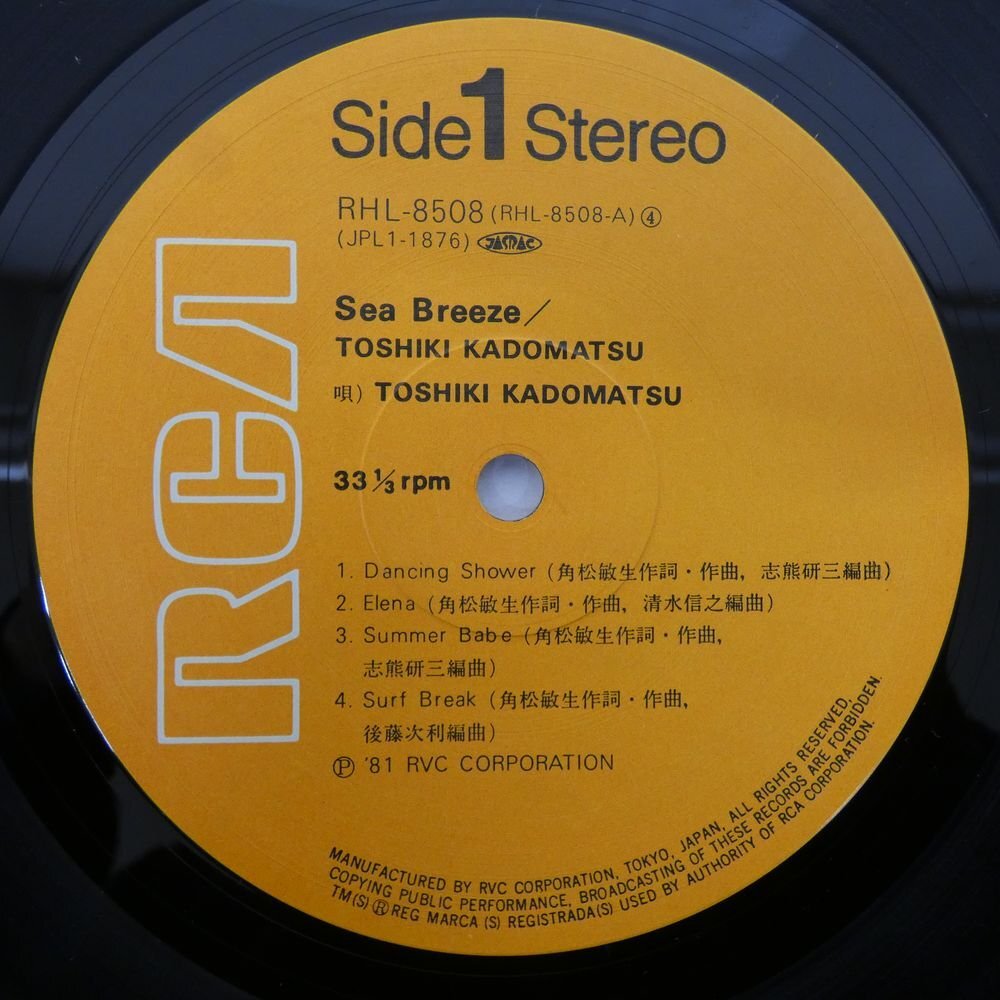 Side 1 Stereo
RHL-8508 (RHL-8508-A) ④
(JPL1-1876) JASRAC
Sea Breeze/
TOSHIKI KADOMATSU
唄) TOSHIKI KADOMATSU
33 1/3 rpm
1. Dancing Shower (角松敏生作詞・作曲, 志熊研三編曲)
2. Elena (角松敏生作詞・作曲, 清水信之編曲)
3. Summer Babe (角松敏生作詞・作曲,
志熊研三編曲)
4. Surf Break (角松敏生作詞・作曲,
後藤次利編曲)
Ⓟ '81 RVC CORPORATION
RCA
MANUFACTURED BY RVC CORPORATION, TOKYO, JAPAN, ALL RIGHTS RESERVED.
COPYING PUBLIC PERFORMANCE, BROADCASTING OF THESE RECORDS ARE FORBIDDEN.
TM(S) ® REG MARCA (S) REGISTRADA(S) USED BY AUTHORITY OF RCA CORPORATION.